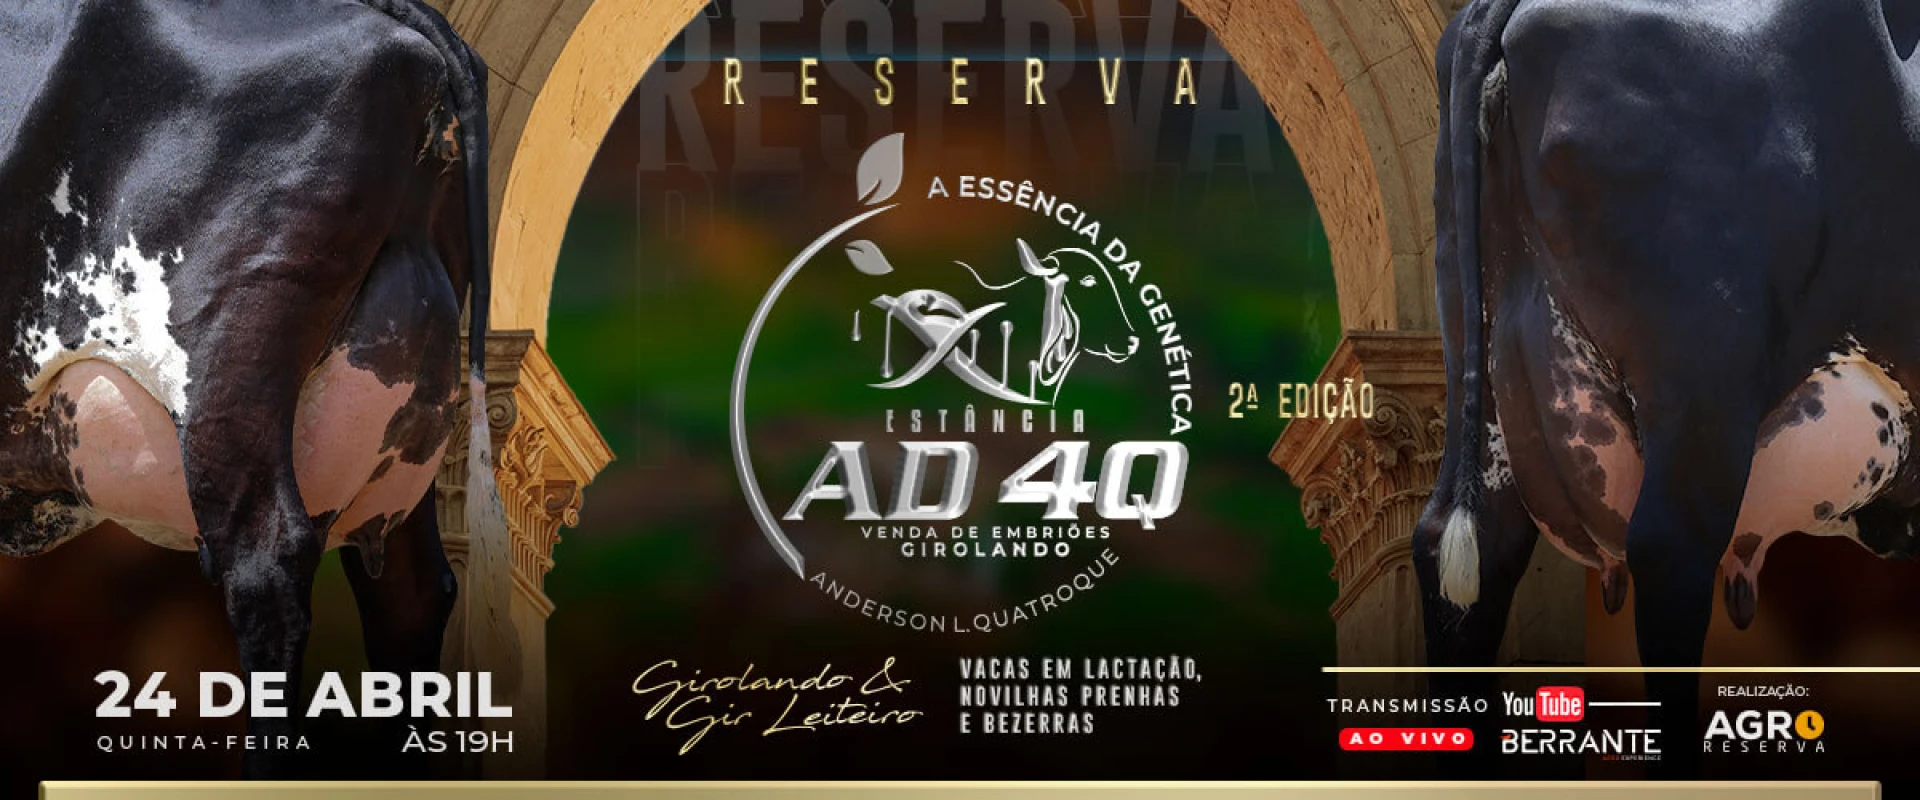 RESERVA
A ESSÊNCIA DA GENÉTICA
ESTÂNCIA
AD 4Q
VENDA DE EMBRIÕES
GIROLANDO
ANDERSON L. QUATROQUE
2ª EDIÇÃO
24 DE ABRIL
QUINTA-FEIRA ÀS 19H
Girolando &
Gir Leiteiro
VACAS EM LACTAÇÃO,
NOVILHAS PRENHAS
E BEZERRAS
TRANSMISSÃO
AO VIVO
YouTube
BERRANTE
REALIZAÇÃO:
AGRO
RESERVA